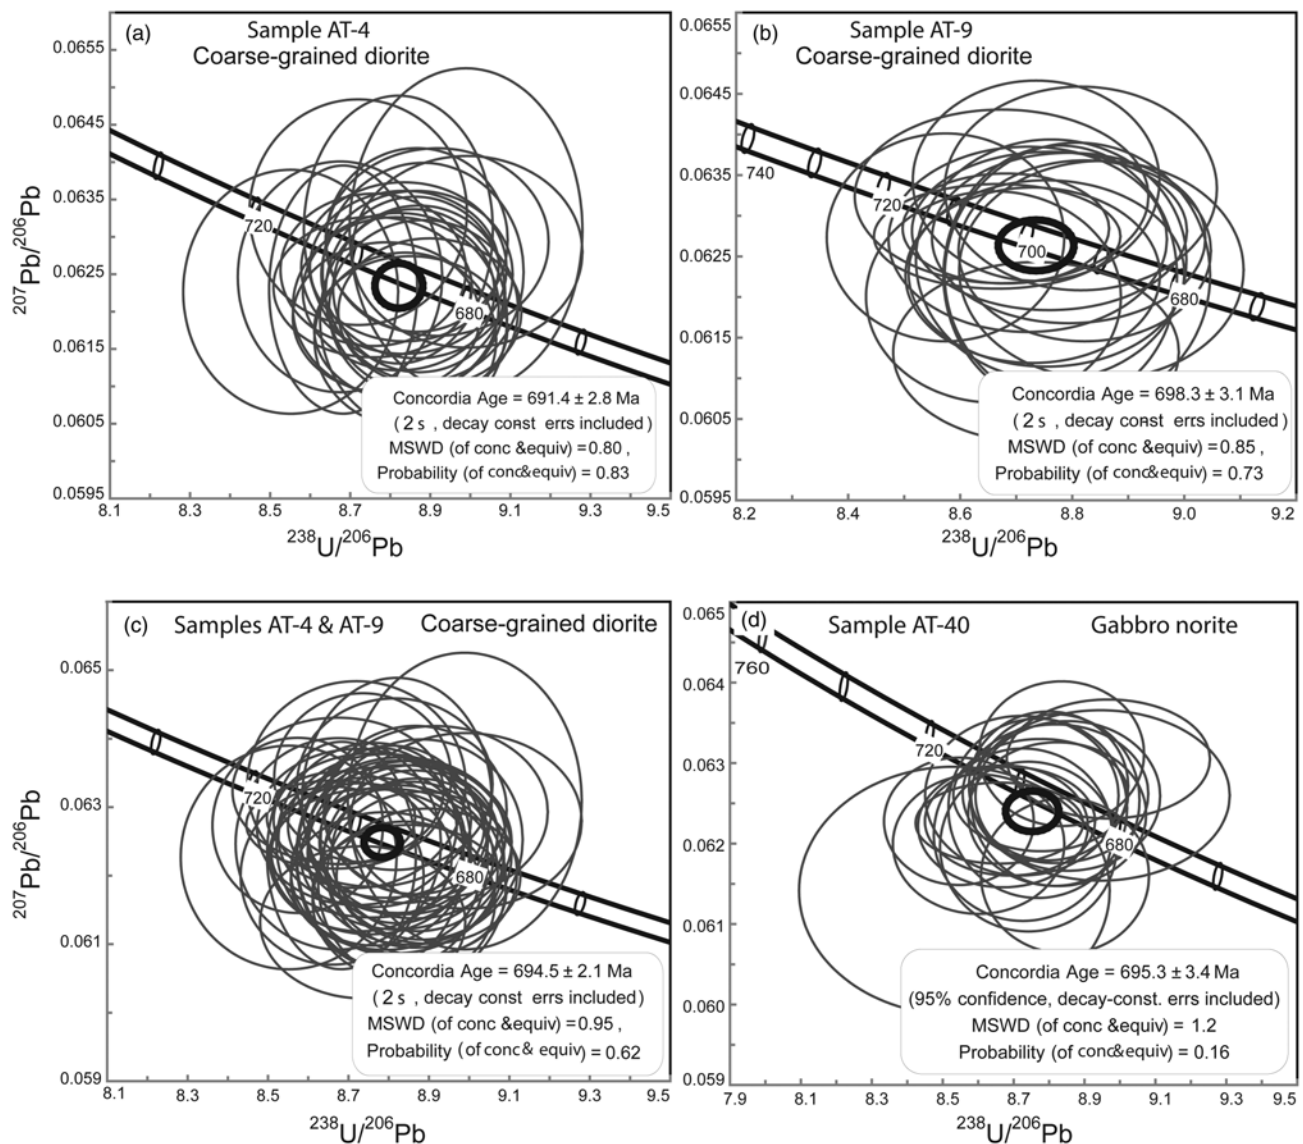 (a) Sample AT-4
Coarse-grained diorite
0.0655
0.0645
0.0635
0.0625
0.0615
0.0605
0.0595
207Pb/206Pb
720
680
Concordia Age = 691.4 ± 2.8 Ma
(2 s , decay const errs included)
MSWD (of conc &equiv) =0.80 ,
Probability (of conc&equiv) = 0.83
8.1 8.3 8.5 8.7 8.9 9.1 9.3 9.5
238U/206Pb
(b) Sample AT-9
Coarse-grained diorite
0.0655
0.0645
0.0635
0.0625
0.0615
0.0605
0.0595
740
720
700
680
Concordia Age = 698.3 ± 3.1 Ma
(2 s , decay const errs included)
MSWD (of conc &equiv) =0.85 ,
Probability (of conc&equiv) = 0.73
8.2 8.4 8.6 8.8 9.0 9.2
238U/206Pb
(c) Samples AT-4 & AT-9 Coarse-grained diorite
0.065
0.063
0.061
0.059
207Pb/206Pb
720
680
Concordia Age = 694.5 ± 2.1 Ma
(2 s , decay const errs included)
MSWD (of conc &equiv) =0.95 ,
Probability (of conc & equiv) = 0.62
8.1 8.3 8.5 8.7 8.9 9.1 9.3 9.5
238U/206Pb
(d) Sample AT-40 Gabbro norite
0.065
0.064
0.063
0.062
0.061
0.060
0.059
760
720
680
Concordia Age = 695.3 ± 3.4 Ma
(95% confidence, decay-const. errs included)
MSWD (of conc &equiv) = 1.2
Probability (of conc&equiv) = 0.16
7.9 8.1 8.3 8.5 8.7 8.9 9.1 9.3 9.5
238U/206Pb